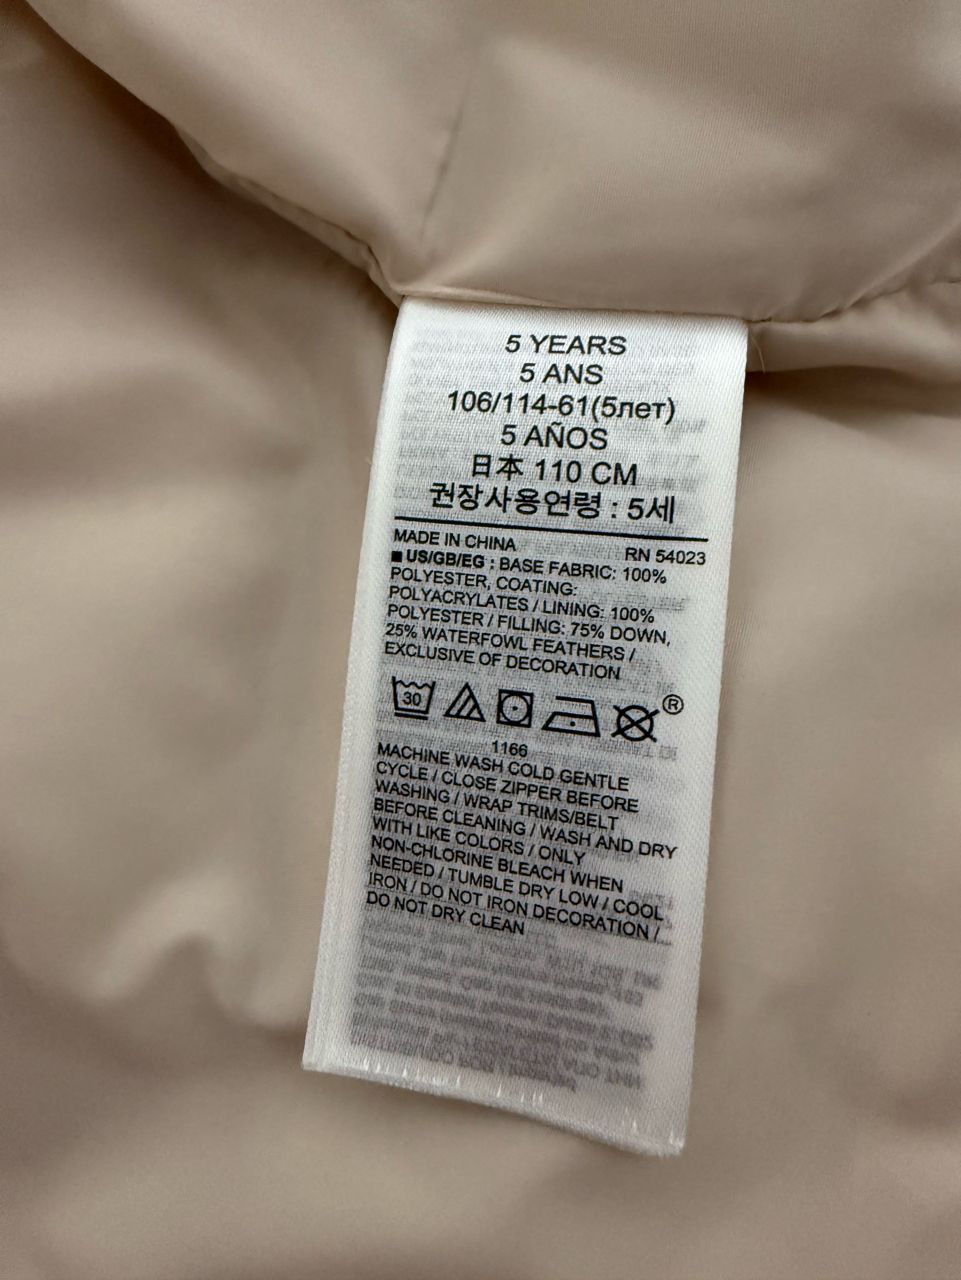 5 YEARS
5 ANS
106/114-61(5лет)
5 AÑOS
日本 110 CM
권장사용연령 : 5세
MADE IN CHINA RN 54023
■ US/GB/EG : BASE FABRIC: 100%
POLYESTER, COATING:
POLYACRYLATES / LINING: 100%
POLYESTER / FILLING: 75% DOWN,
25% WATERFOWL FEATHERS /
EXCLUSIVE OF DECORATION
30 ®
1166
MACHINE WASH COLD GENTLE
CYCLE / CLOSE ZIPPER BEFORE
WASHING / WRAP TRIMS/BELT
BEFORE CLEANING / WASH AND DRY
WITH LIKE COLORS / ONLY
NON-CHLORINE BLEACH WHEN
NEEDED / TUMBLE DRY LOW / COOL
IRON / DO NOT IRON DECORATION /
DO NOT DRY CLEAN